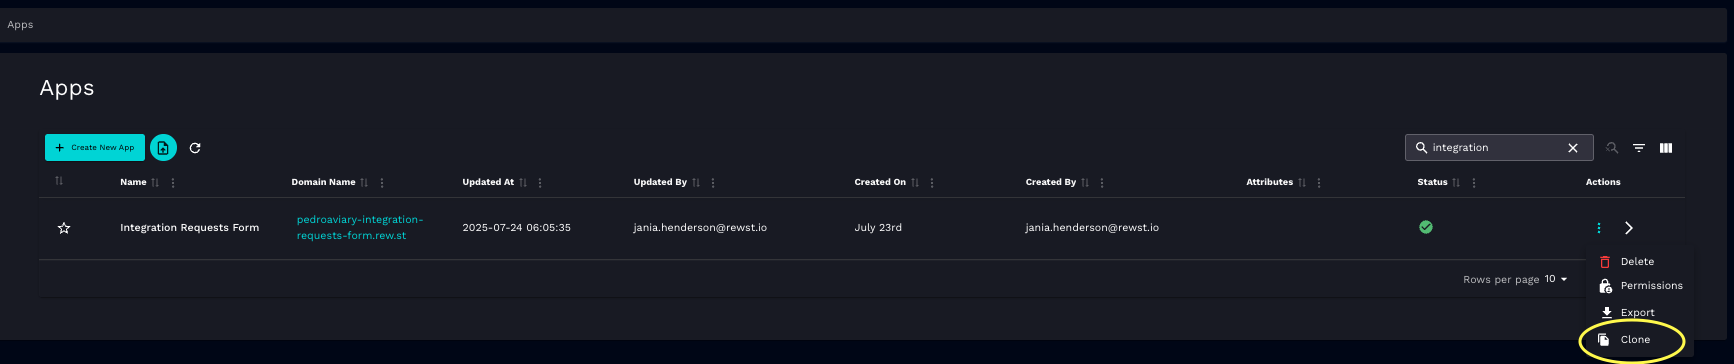 Apps
Apps
+ Create New App
integration
Name
Domain Name
Updated At
Updated By
Created On
Created By
Attributes
Status
Actions
Integration Requests Form
pedroaviary-integration-
requests-form.rew.st
2025-07-24 06:05:35
jania.henderson@rewst.io
July 23rd
jania.henderson@rewst.io
Rows per page 10
Delete
Permissions
Export
Clone